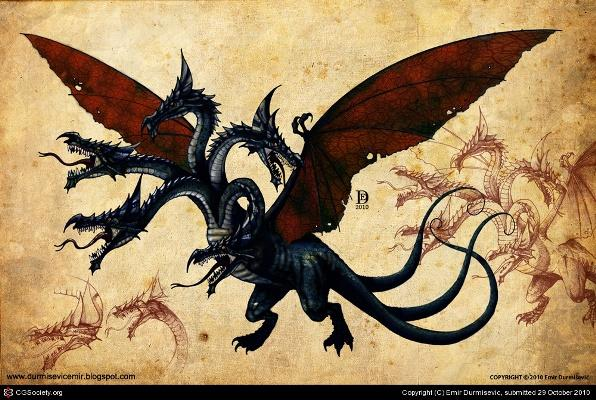 D
2010
www.durmisevicemir.blogspot.com
COPYRIGHT © 2010 Emir Durmisevic
CGSociety.org
Copyright (C) Emir Durmisevic, submitted 29 October 2010